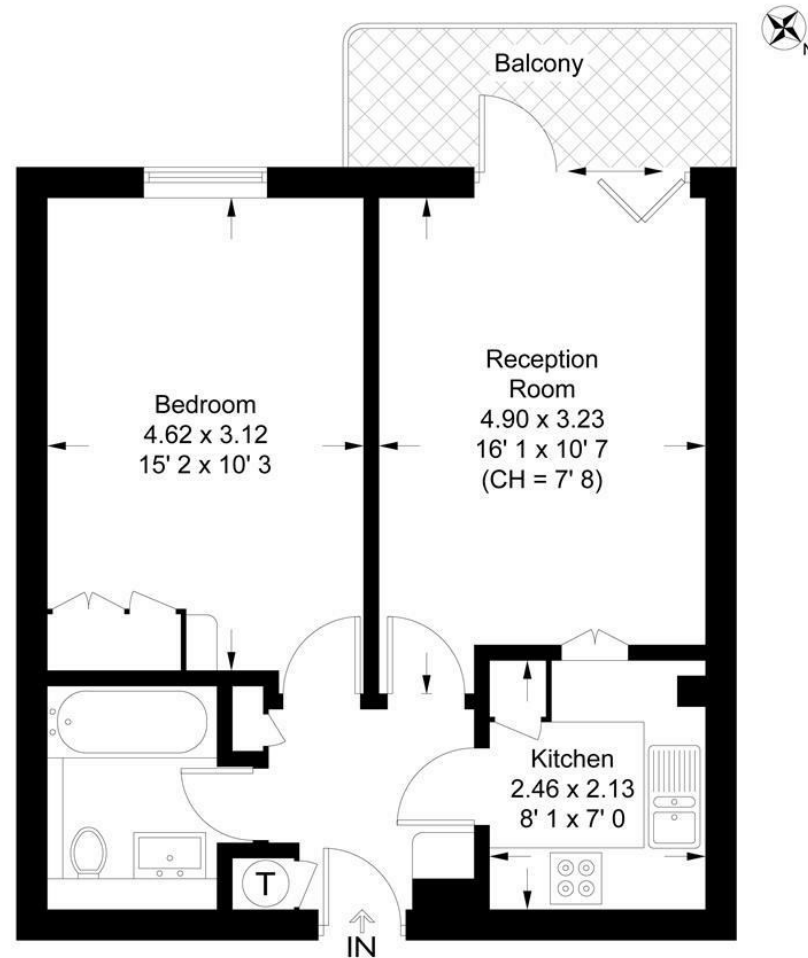 N
Balcony
Bedroom
4.62 x 3.12
15' 2 x 10' 3
Reception
Room
4.90 x 3.23
16' 1 x 10' 7
(CH = 7' 8)
Kitchen
2.46 x 2.13
8' 1 x 7' 0
T
IN